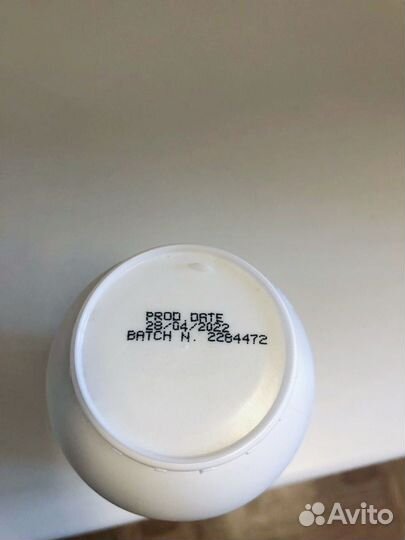 PROD.DATE
28/04/2022
BATCH N. 2284472
Avito